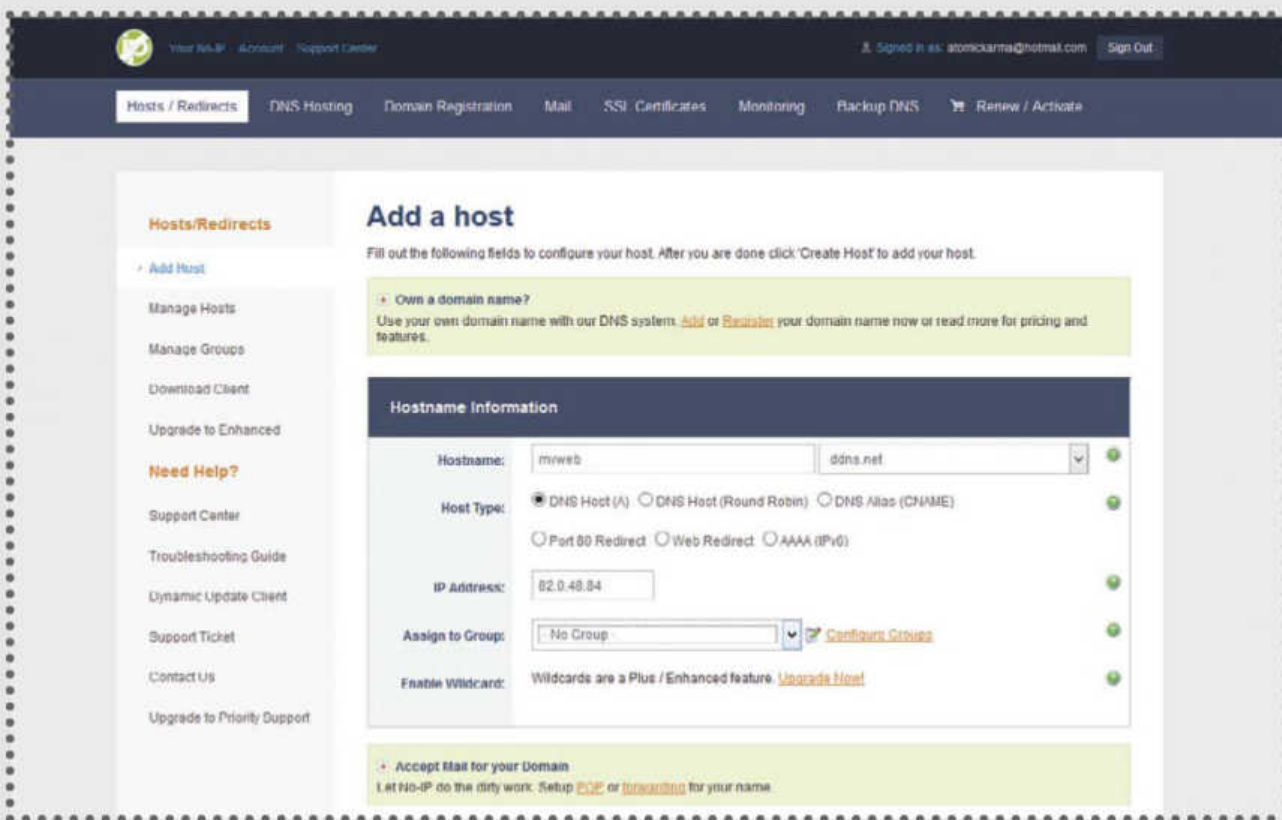 Your No-IP Account Support Center
Signed in as: atomickarma@hotmail.com Sign Out
Hosts / Redirects DNS Hosting Domain Registration Mail SSL Certificates Monitoring Backup DNS Renew / Activate
Hosts/Redirects
Add Host
Manage Hosts
Manage Groups
Download Client
Upgrade to Enhanced
Need Help?
Support Center
Troubleshooting Guide
Dynamic Update Client
Support Ticket
Contact Us
Upgrade to Priority Support
Add a host
Fill out the following fields to configure your host. After you are done click 'Create Host' to add your host.
Own a domain name?
Use your own domain name with our DNS system. Add or Register your domain name now or read more for pricing and
features.
Hostname Information
Hostname: mrweb ddns.net
Host Type: DNS Host (A) DNS Host (Round Robin) DNS Alias (CNAME)
Port 80 Redirect Web Redirect AAAA (IPv6)
IP Address: 82.0.48.84
Assign to Group: - No Group - Configure Groups
Enable Wildcard: Wildcards are a Plus / Enhanced feature. Upgrade Now!
Accept Mail for your Domain
Let No-IP do the dirty work. Setup POP or forwarding for your name.